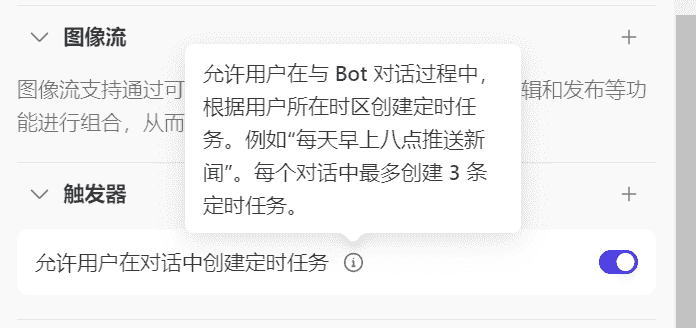 图像流
图像流支持通过可
辑和发布等功
能进行组合，从而
允许用户在与 Bot 对话过程中，
根据用户所在时区创建定时任
务。例如“每天早上八点推送新
闻”。每个对话中最多创建 3 条
定时任务。
触发器
允许用户在对话中创建定时任务